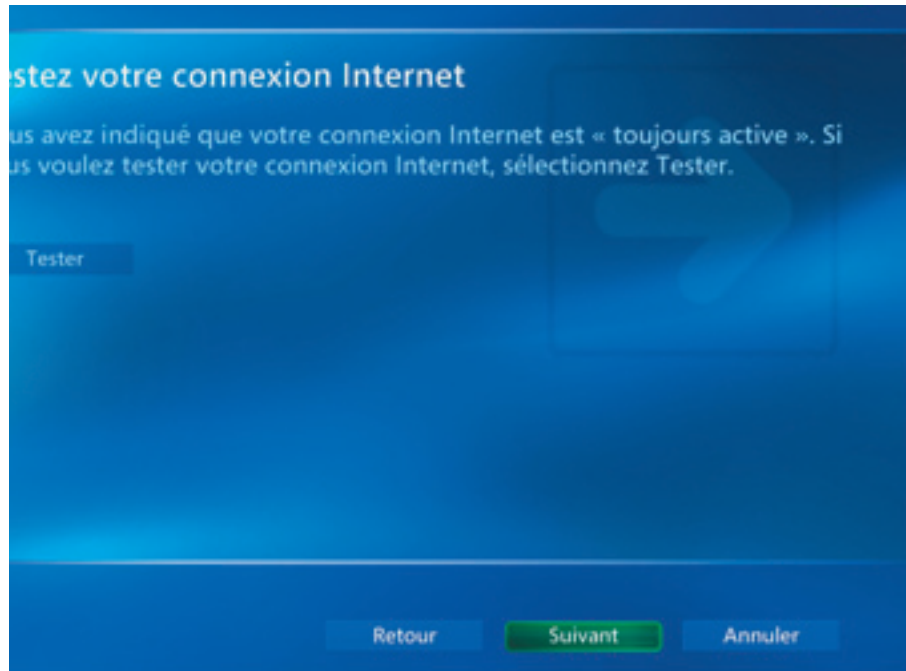 estez votre connexion Internet
us avez indiqué que votre connexion Internet est « toujours active ». Si
us voulez tester votre connexion Internet, sélectionnez Tester.
Tester
Retour Suivant Annuler